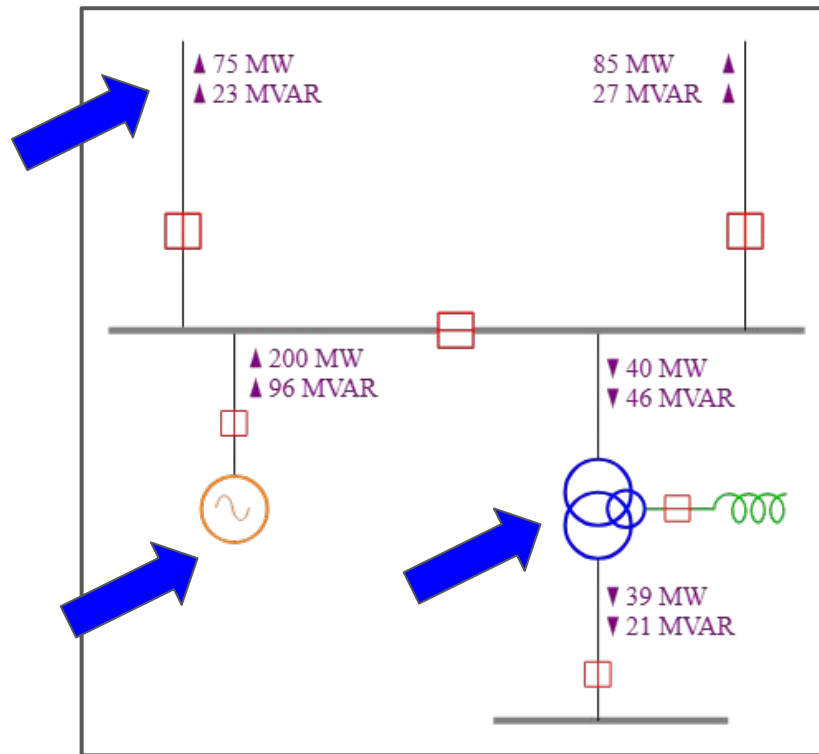 ▲ 75 MW
▲ 23 MVAR
85 MW ▲
27 MVAR ▲
▲ 200 MW
▲ 96 MVAR
▼ 40 MW
▼ 46 MVAR
▼ 39 MW
▼ 21 MVAR